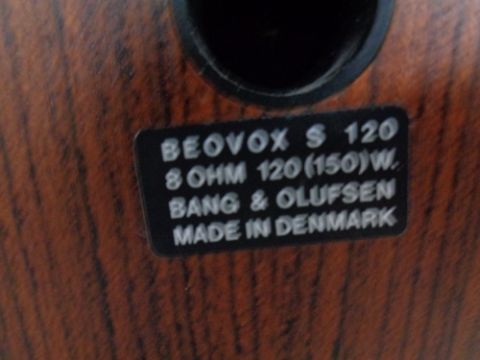 BEOVOX S 120
8 OHM 120(150)W.
BANG & OLUFSEN
MADE IN DENMARK